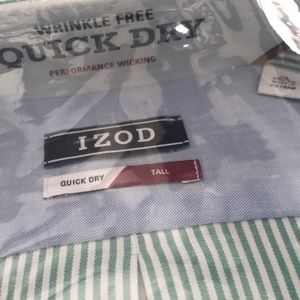 WRINKLE FREE
QUICK DRY
PERFORMANCE WICKING
IZOD
QUICK DRY
TALL